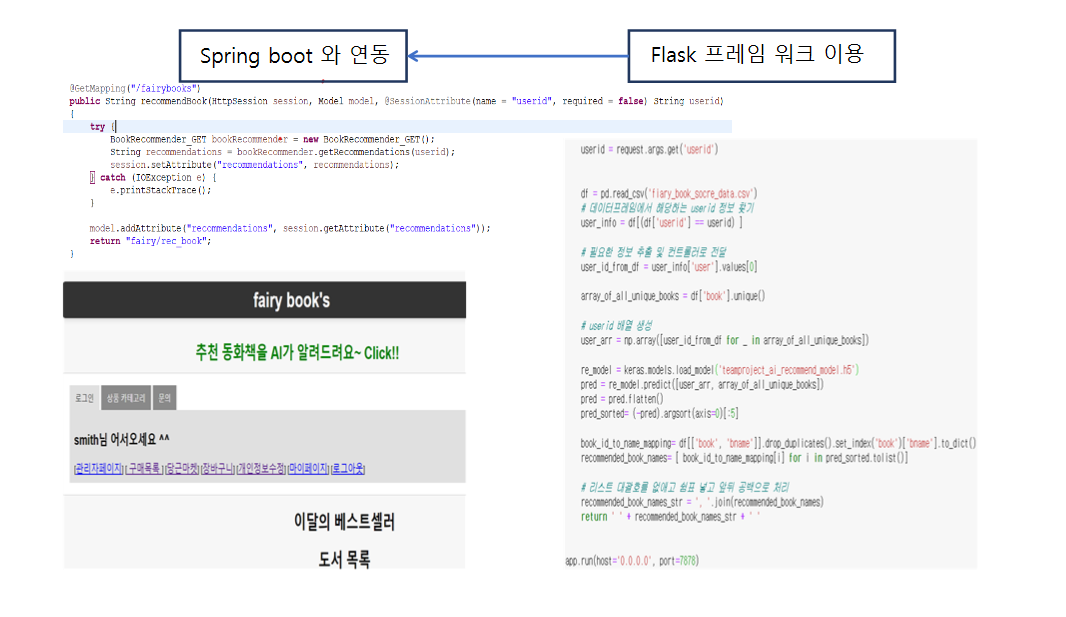 Spring boot 와 연동
Flask 프레임 워크 이용
@GetMapping("/fairybooks")
public String recommendBook(HttpSession session, Model model, @SessionAttribute(name = "userid", required = false) String userid)
{
try {
BookRecommender_GET bookRecommender = new BookRecommender_GET();
String recommendations = bookRecommender.getRecommendations(userid);
session.setAttribute("recommendations", recommendations);
} catch (IOException e) {
e.printStackTrace();
}
model.addAttribute("recommendations", session.getAttribute("recommendations"));
return "fairy/rec_book";
}
fairy book's
추천 동화책을 AI가 알려드려요~ Click!!
로그인 상품 카테고리 문의
smith님 어서오세요 ^^
[관리자페이지][구매목록][당근마켓][장바구니][개인정보수정][마이페이지][로그아웃]
이달의 베스트셀러
도서 목록
userid = request.args.get('userid')
df = pd.read_csv('fiary_book_socre_data.csv')
# 데이터프레임에서 해당하는 userid 정보 찾기
user_info = df[(df['userid'] == userid) ]
# 필요한 정보 추출 및 컨트롤러로 전달
user_id_from_df = user_info['user'].values[0]
array_of_all_unique_books = df['book'].unique()
# userid 배열 생성
user_arr = np.array([user_id_from_df for _ in array_of_all_unique_books])
re_model = keras.models.load_model('teamproject_ai_recommend_model.h5')
pred = re_model.predict([user_arr, array_of_all_unique_books])
pred = pred.flatten()
pred_sorted= (-pred).argsort(axis=0)[:5]
book_id_to_name_mapping= df[['book', 'bname']].drop_duplicates().set_index('book')['bname'].to_dict()
recommended_book_names= [ book_id_to_name_mapping[i] for i in pred_sorted.tolist()]
# 리스트 대괄호를 없애고 쉼표 넣고 앞뒤 공백으로 처리
recommended_book_names_str = ', '.join(recommended_book_names)
return ' ' + recommended_book_names_str + ' '
app.run(host='0.0.0.0', port=7878)